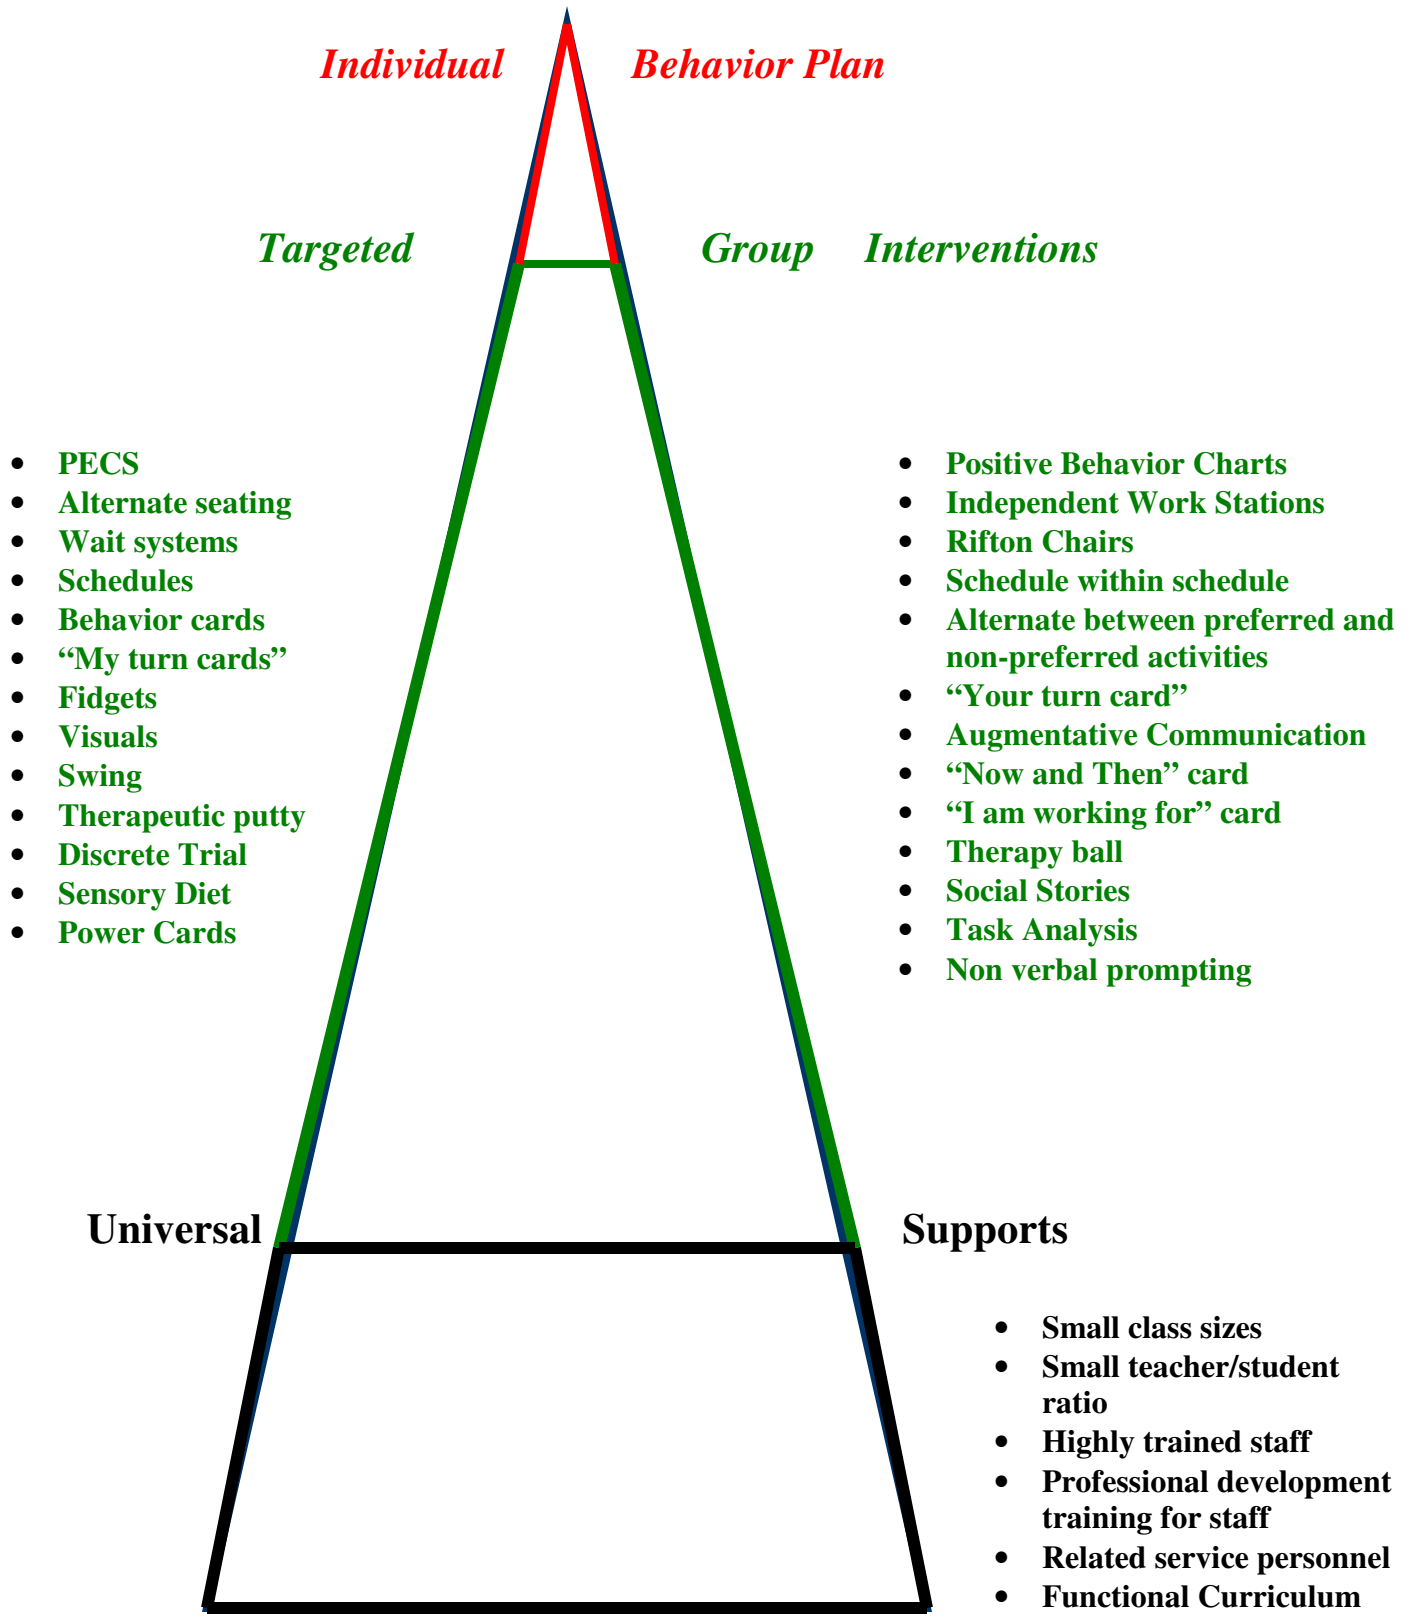 Individual Behavior Plan
Targeted Group Interventions
• PECS
• Alternate seating
• Wait systems
• Schedules
• Behavior cards
• “My turn cards”
• Fidgets
• Visuals
• Swing
• Therapeutic putty
• Discrete Trial
• Sensory Diet
• Power Cards
• Positive Behavior Charts
• Independent Work Stations
• Rifton Chairs
• Schedule within schedule
• Alternate between preferred and
non-preferred activities
• “Your turn card”
• Augmentative Communication
• “Now and Then” card
• “I am working for” card
• Therapy ball
• Social Stories
• Task Analysis
• Non verbal prompting
Universal Supports
• Small class sizes
• Small teacher/student
ratio
• Highly trained staff
• Professional development
training for staff
• Related service personnel
• Functional Curriculum